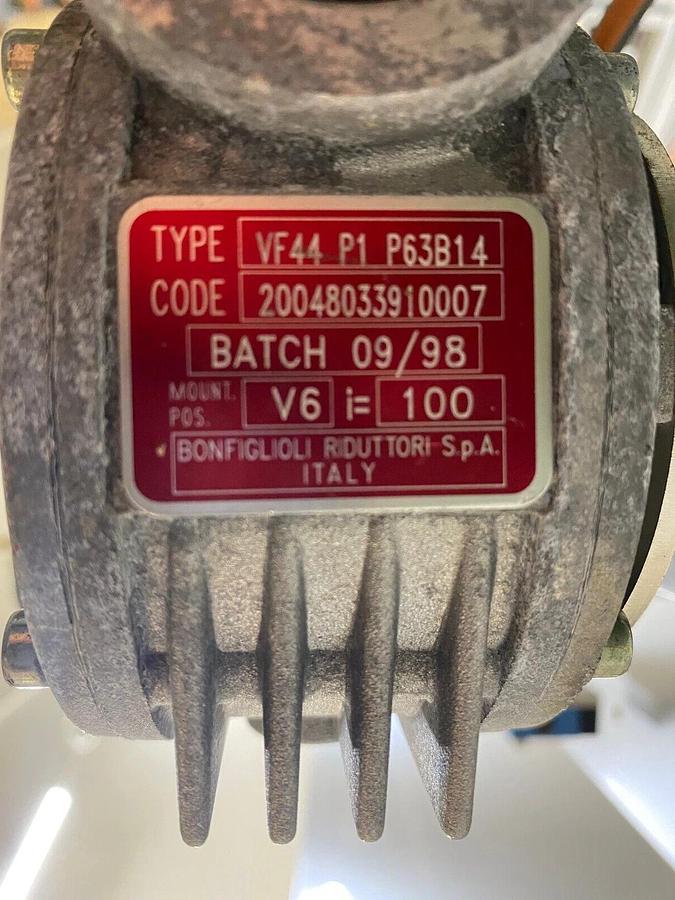 TYPE VF44 P1 P63B14
CODE 20048033910007
BATCH 09/98
MOUNT. POS. V6 i= 100
BONFIGLIOLI RIDUTTORI S.p.A.
ITALY